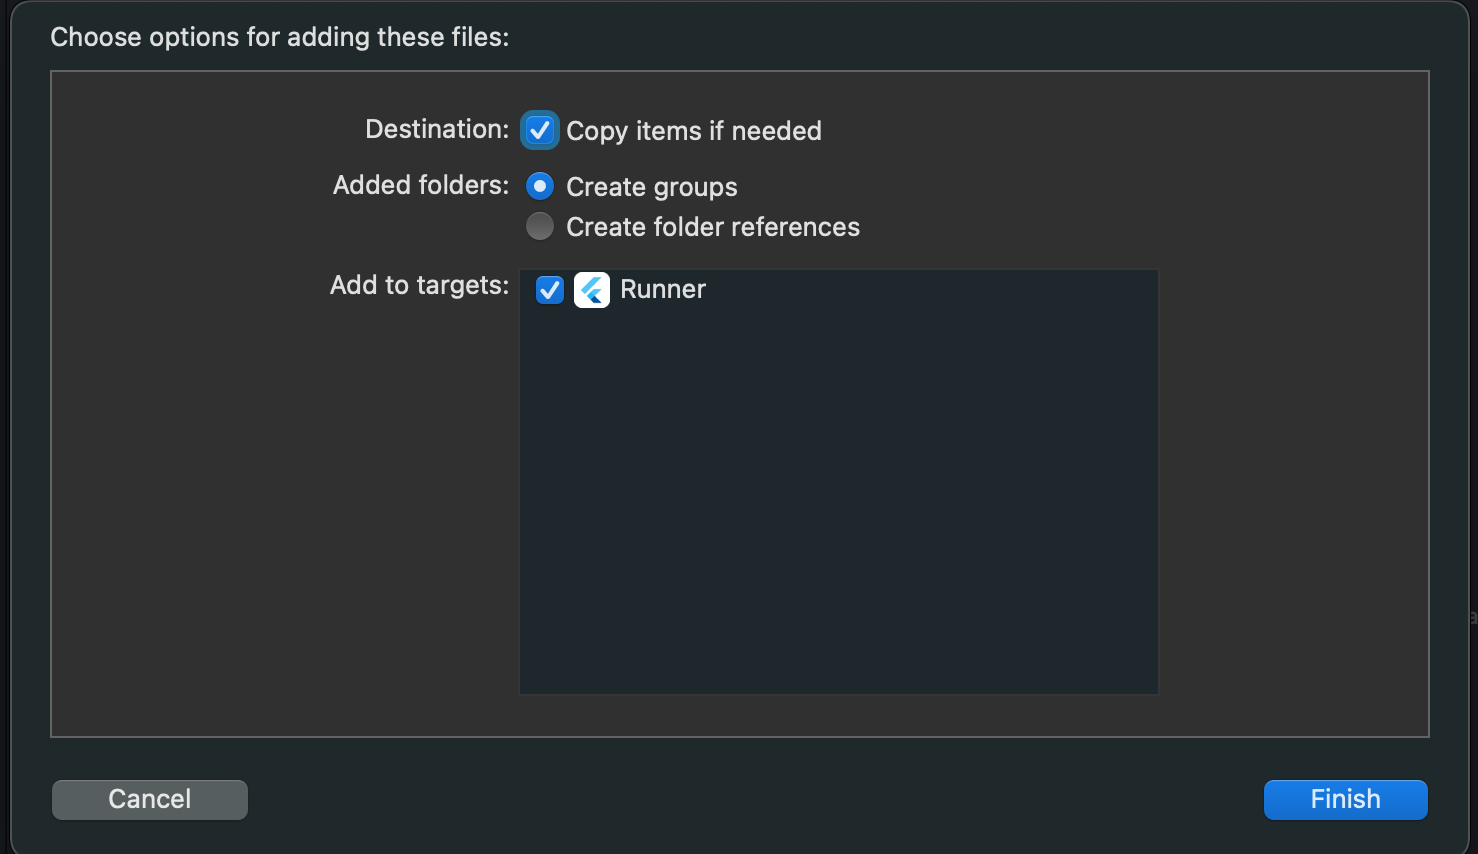 Choose options for adding these files:
Destination: Copy items if needed
Added folders: Create groups
Create folder references
Add to targets: Runner
Cancel Finish